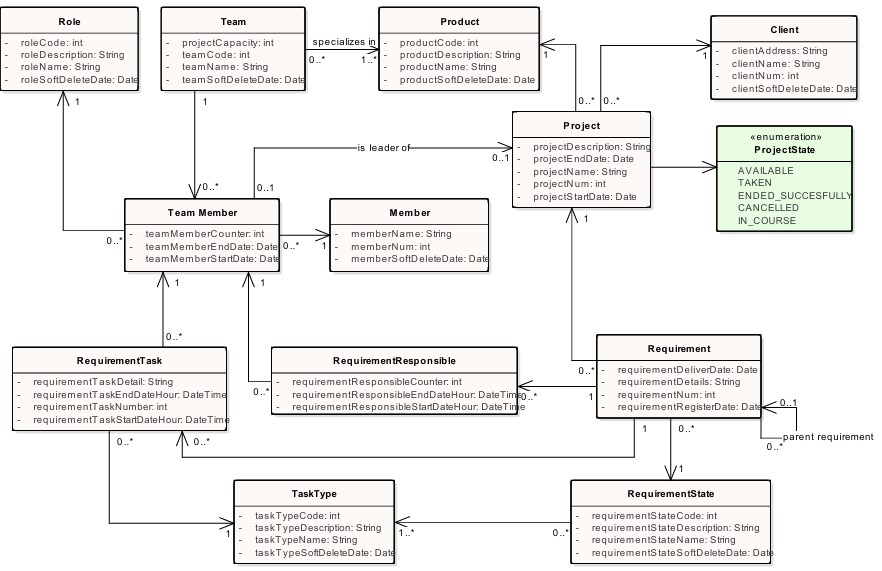 Role
- roleCode: int
- roleDescription: String
- roleName: String
- roleSoftDeleteDate: Date
1
Team
- projectCapacity: int
- teamCode: int
- teamName: String
- teamSoftDeleteDate: Date
1
specializes in
0..*
1..*
Product
- productCode: int
- productDescription: String
- productName: String
- productSoftDeleteDate: Date
1
Client
- clientAddress: String
- clientName: String
- clientNum: int
- clientSoftDeleteDate: Date
1
0..*
0..*
Project
- projectDescription: String
- projectEndDate: Date
- projectName: String
- projectNum: int
- projectStartDate: Date
1
«enumeration»
ProjectState
AVAILABLE
TAKEN
ENDED_SUCCESFULLY
CANCELLED
IN_COURSE
is leader of
0..1
0..1
0..*
Team Member
- teamMemberCounter: int
- teamMemberEndDate: Date
- teamMemberStartDate: Date
0..*
0..*
1
Member
- memberName: String
- memberNum: int
- memberSoftDeleteDate: Date
1
1
0..*
RequirementTask
- requirementTaskDetail: String
- requirementTaskEndDateHour: DateTime
- requirementTaskNumber: int
- requirementTaskStartDateHour: DateTime
0..*
0..*
0..*
RequirementResponsible
- requirementResponsibleCounter: int
- requirementResponsibleEndDateHour: DateTime
- requirementResponsibleStartDateHour: DateTime
0..*
1
0..*
Requirement
- requirementDeliverDate: Date
- requirementDetails: String
- requirementNum: int
- requirementRegisterDate: Date
0..1
parent requirement
0..*
1
0..*
1
TaskType
- taskTypeCode: int
- taskTypeDescription: String
- taskTypeName: String
- taskTypeSoftDeleteDate: Date
1
1..*
0..*
RequirementState
- requirementStateCode: int
- requirementStateDescription: String
- requirementStateName: String
- requirementStateSoftDeleteDate: Date